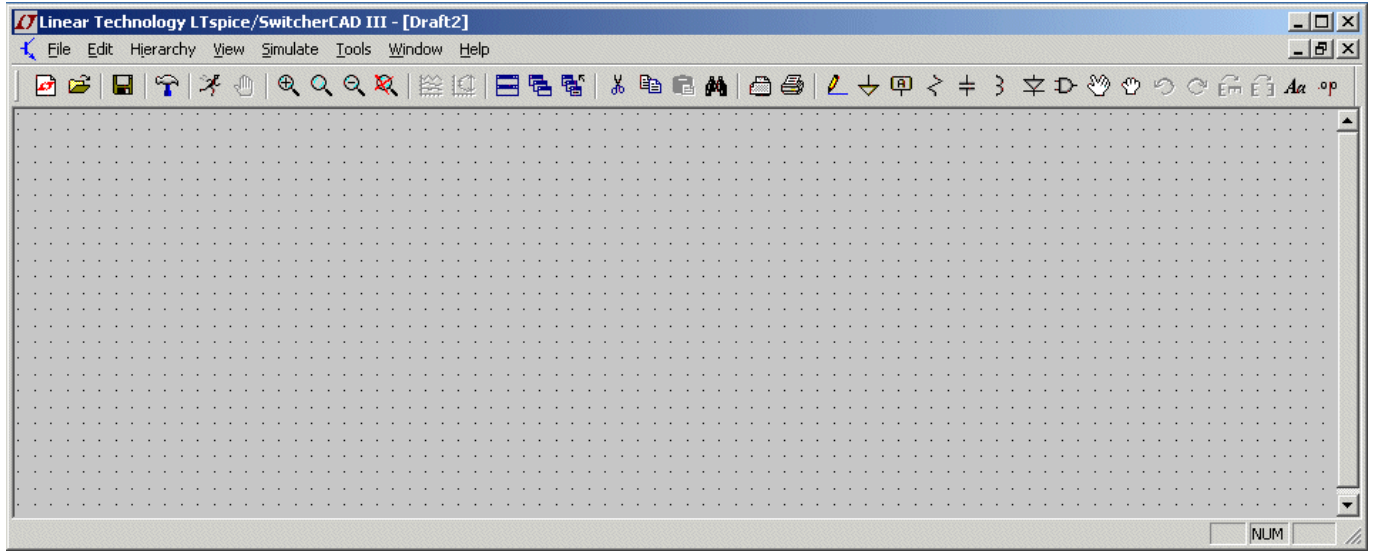 Linear Technology LTspice/SwitcherCAD III - [Draft2]
File Edit Hierarchy View Simulate Tools Window Help
A Aa .op
NUM